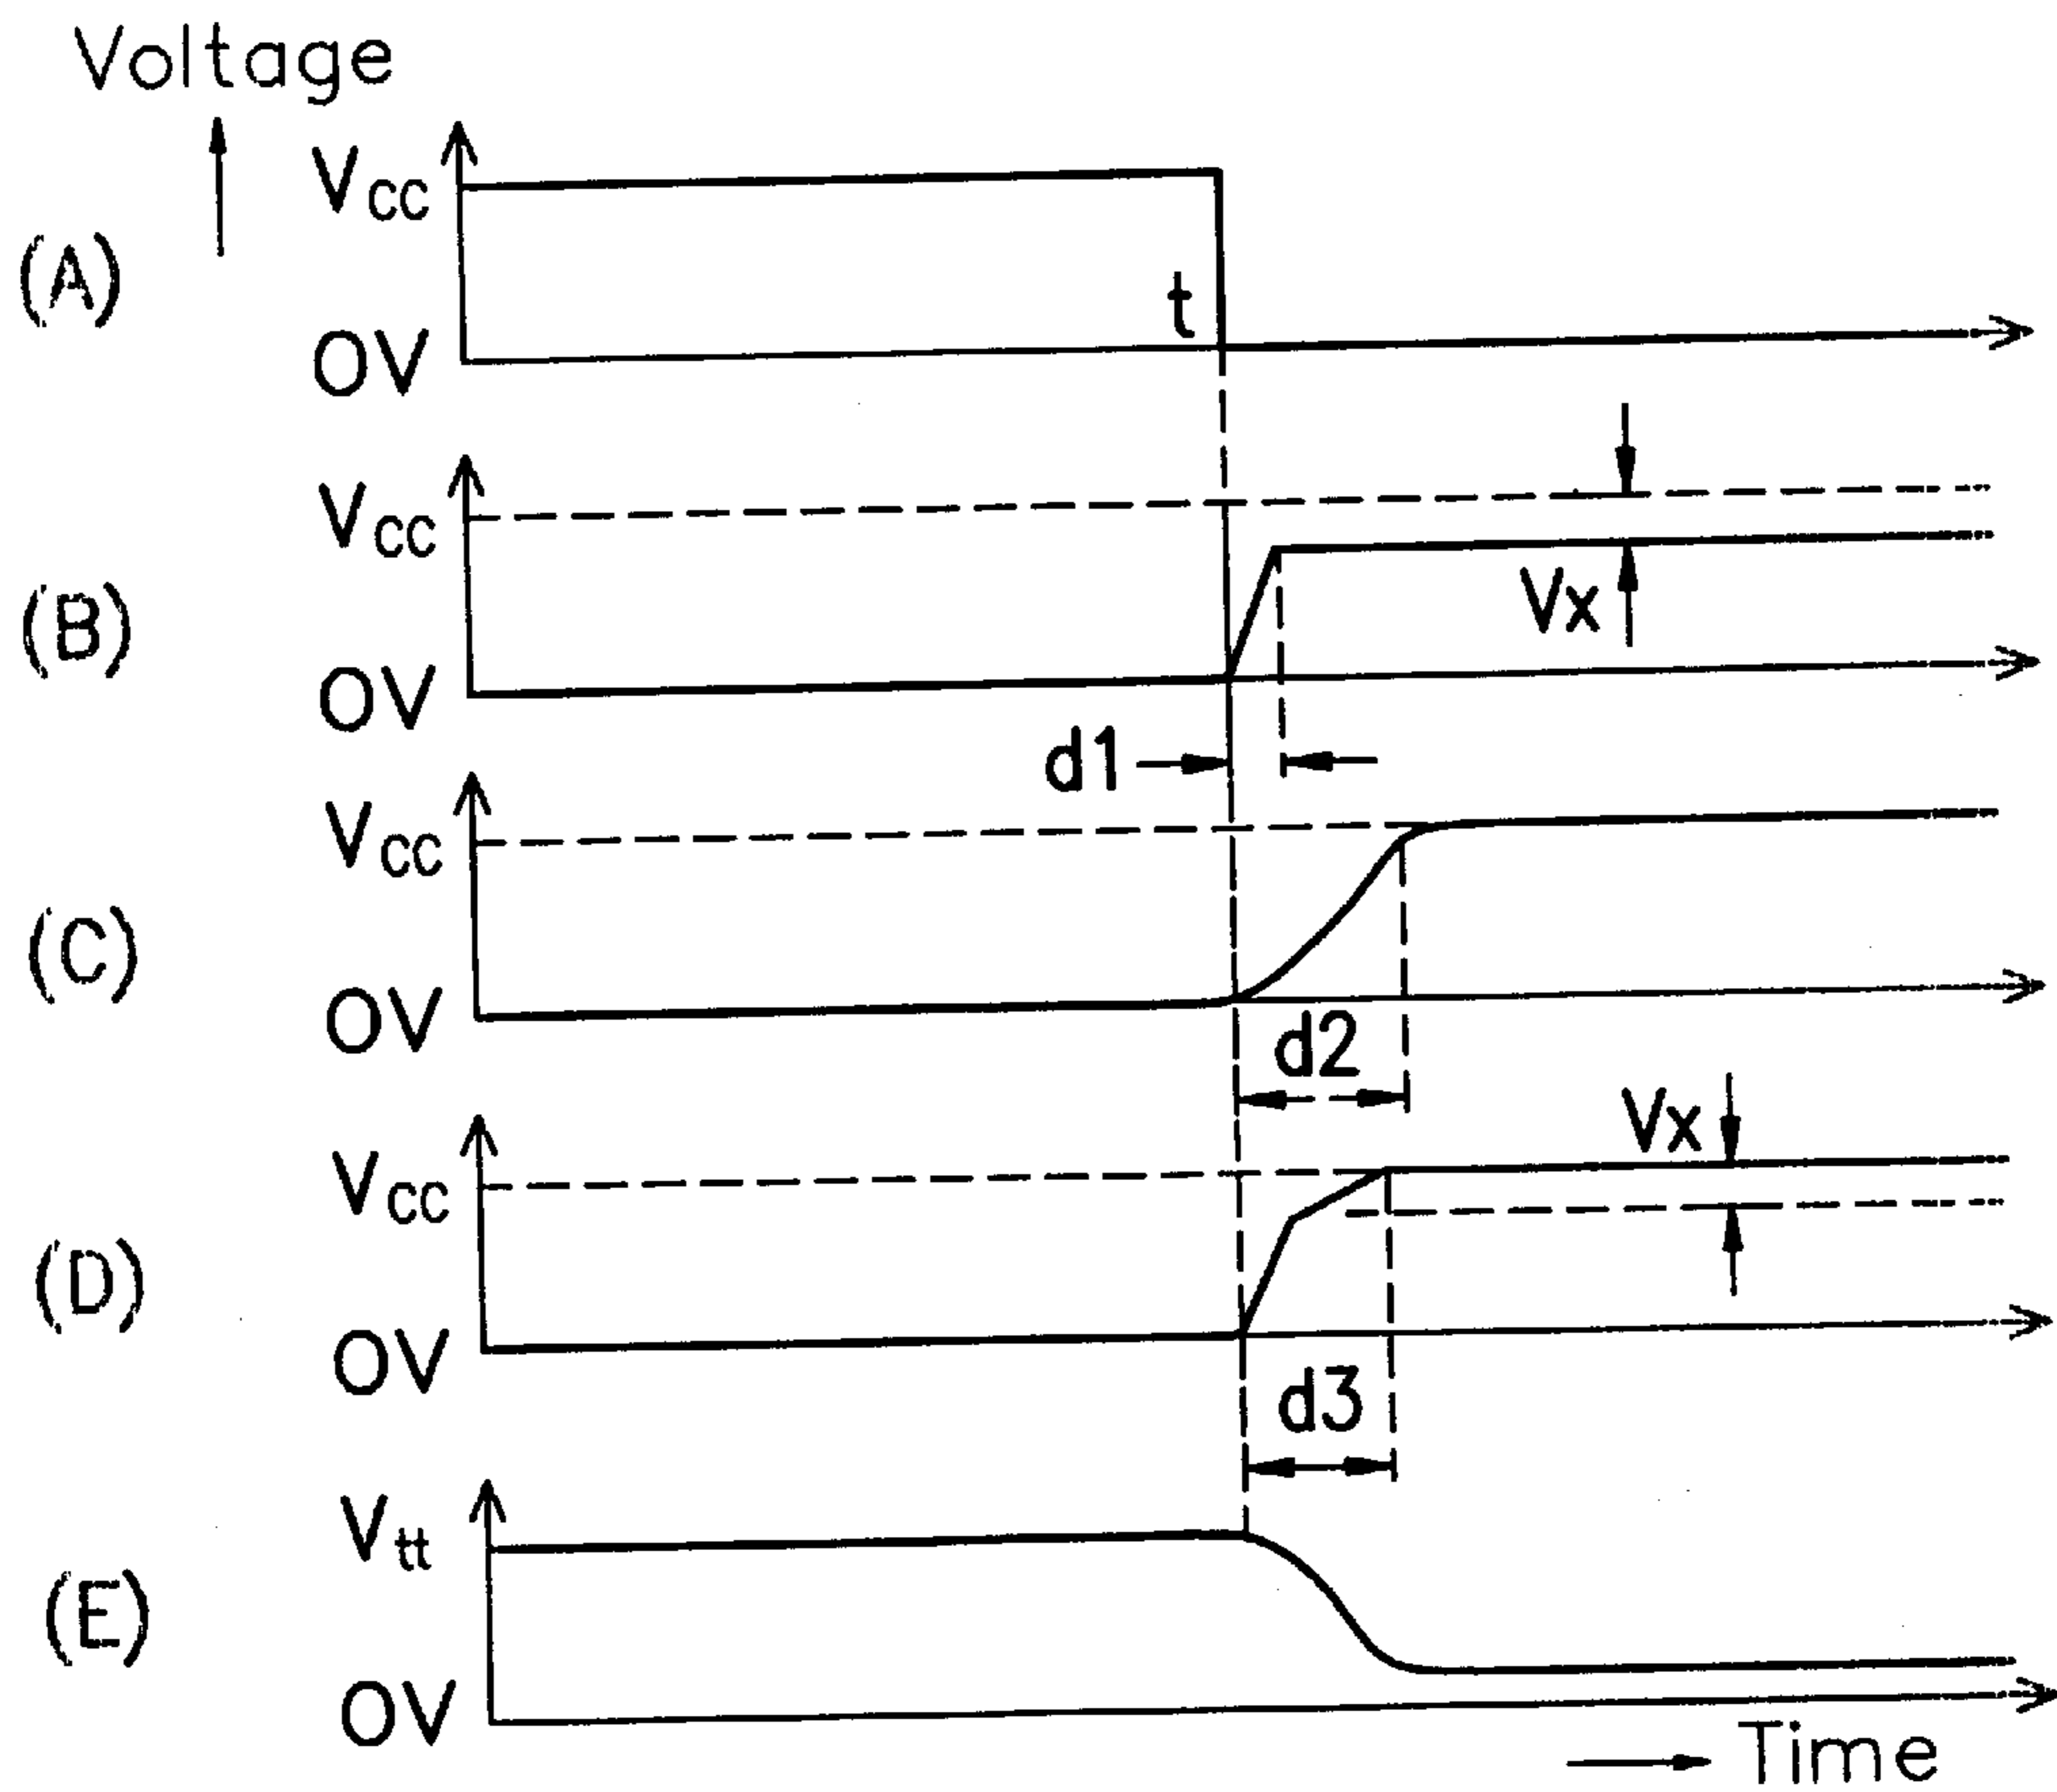 Voltage
Vcc
(A)
t
0V
Vcc
(B)
Vx
0V
d1
Vcc
(C)
0V
d2
Vx
Vcc
(D)
0V
d3
Vtt
(E)
0V
Time